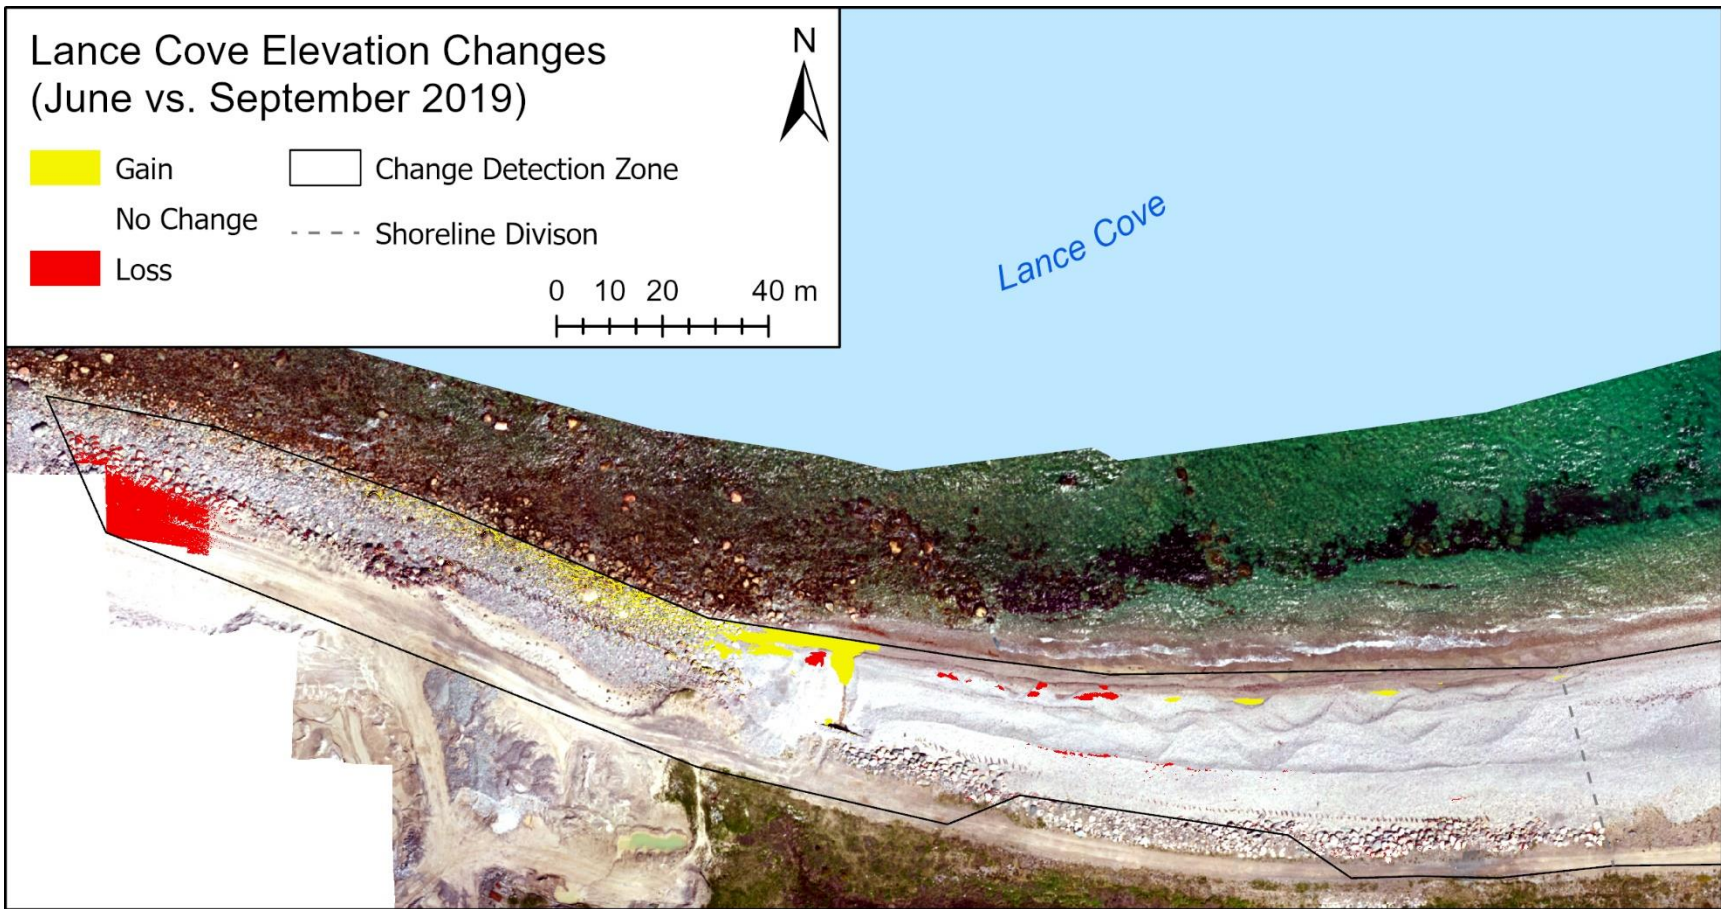 Lance Cove Elevation Changes
(June vs. September 2019)
N
Gain
Change Detection Zone
No Change
Shoreline Divison
Loss
0 10 20 40 m
Lance Cove